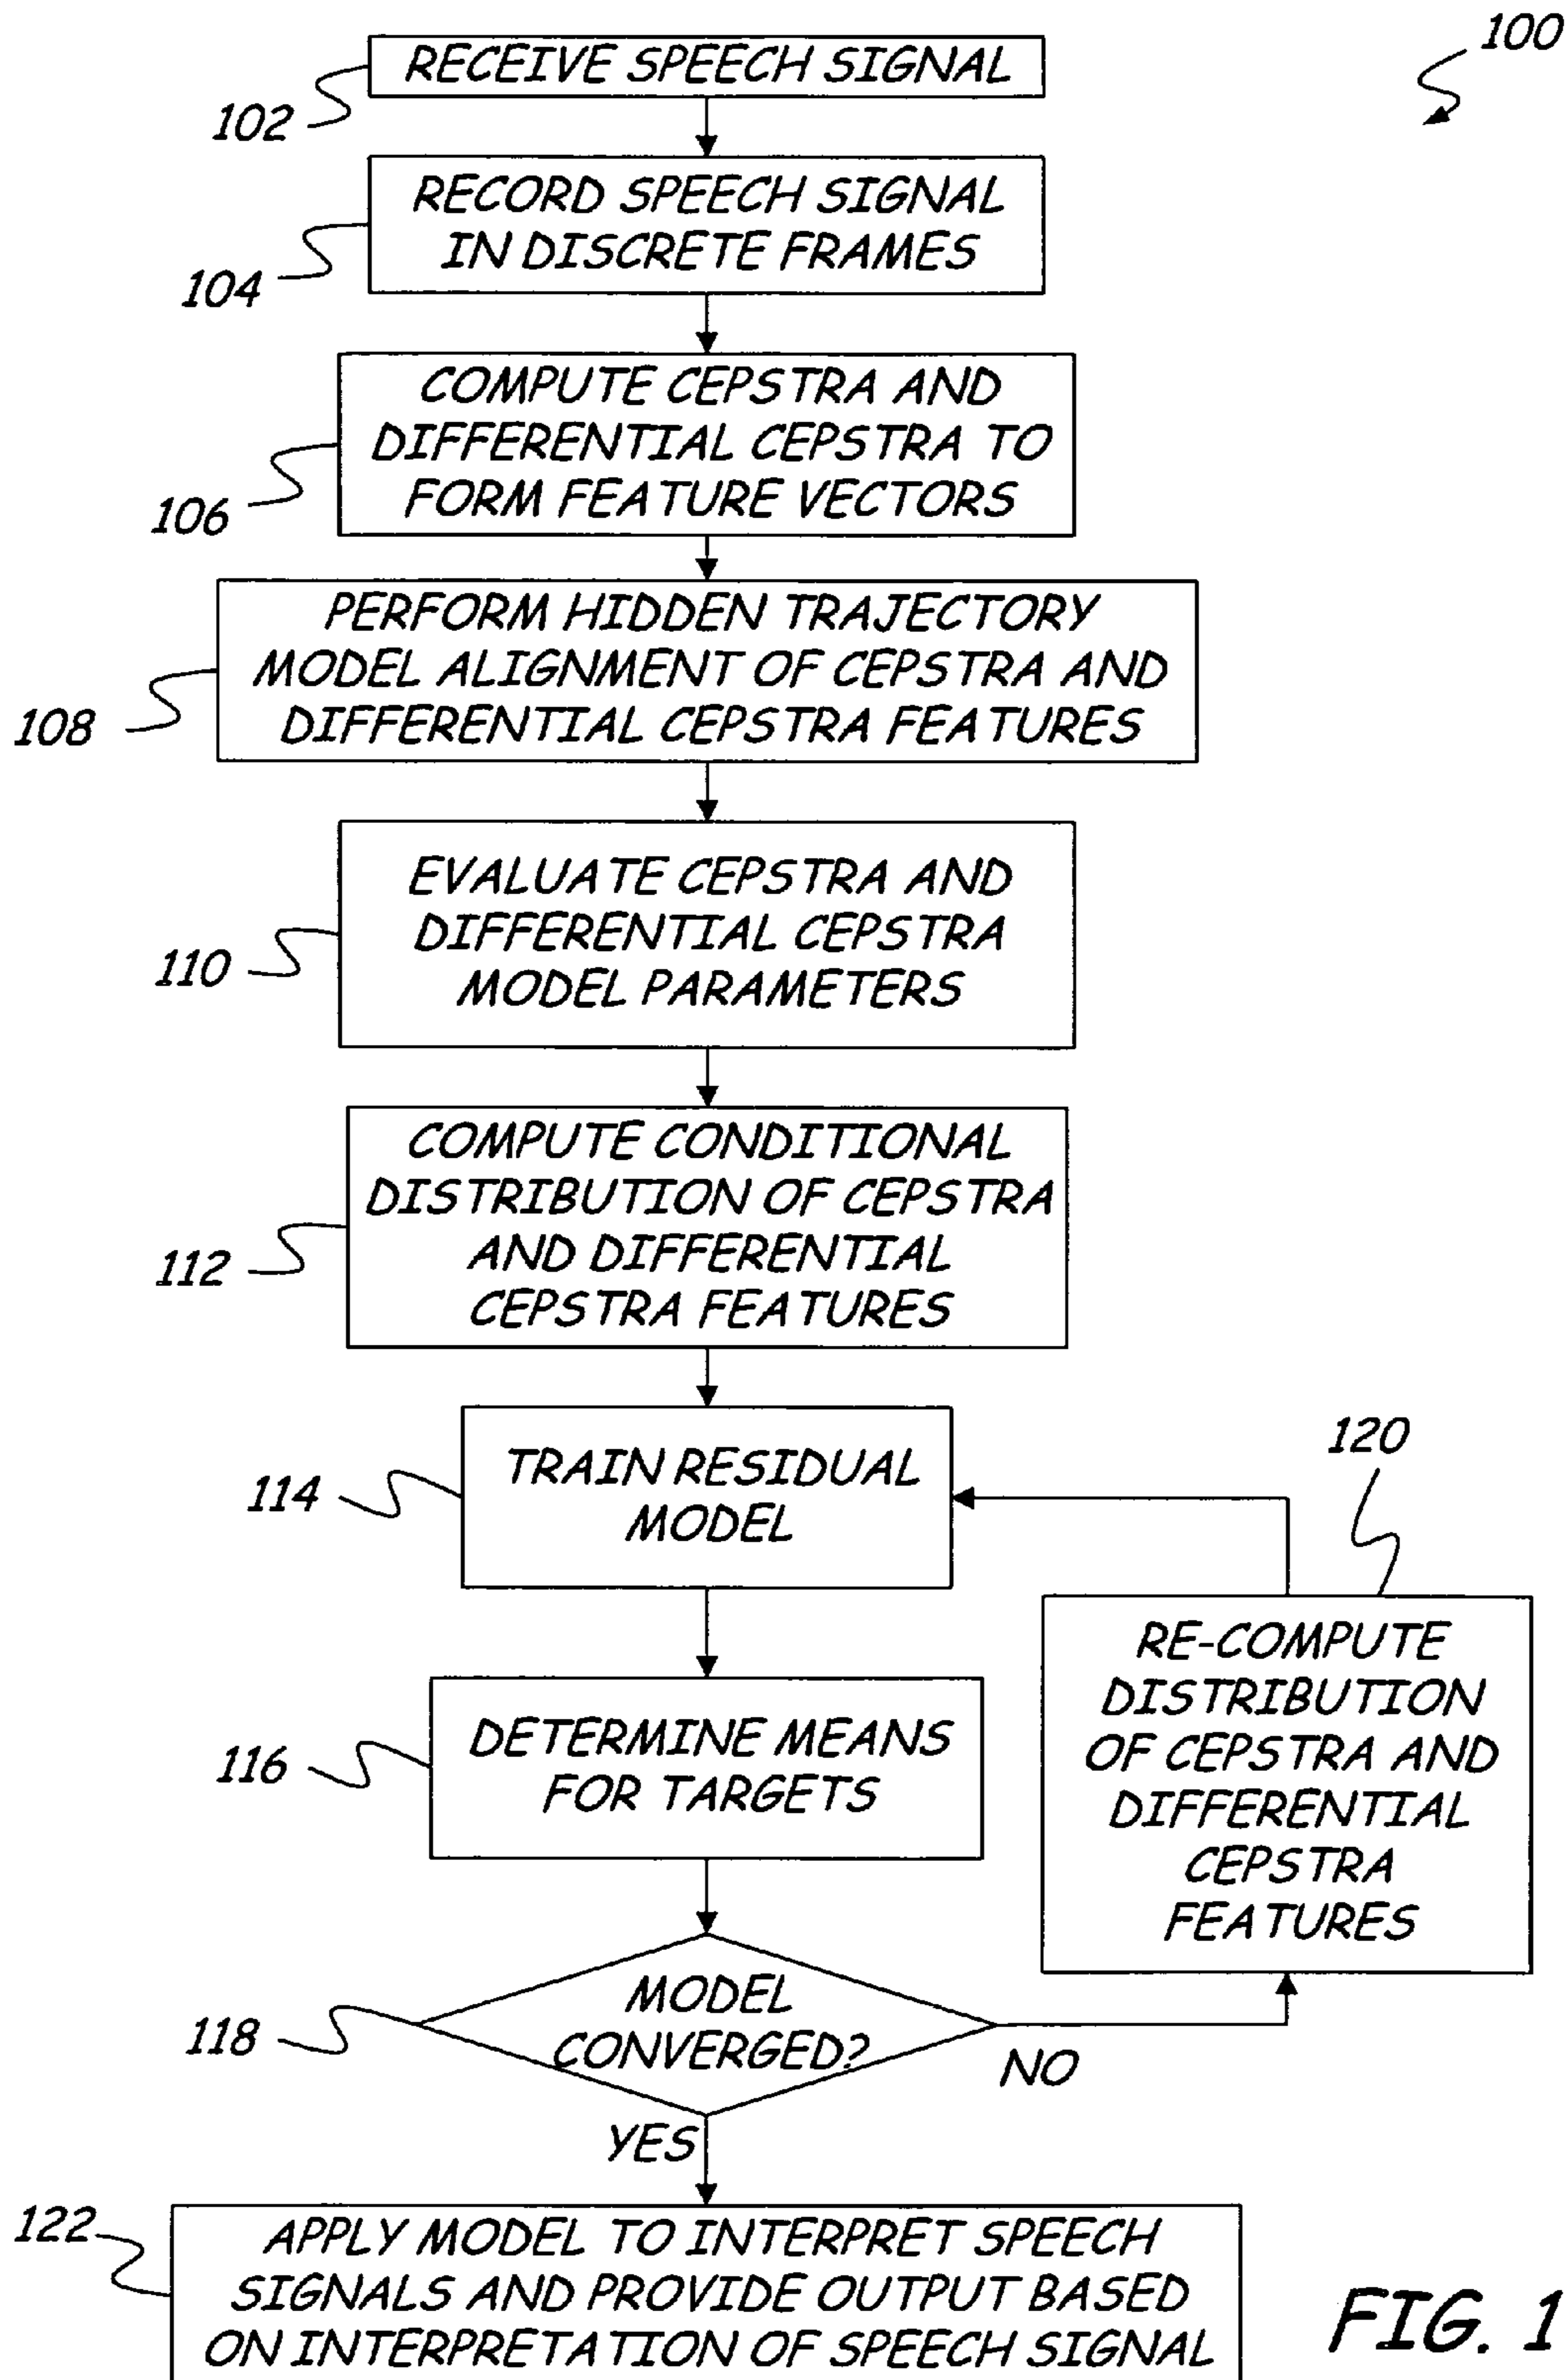 100
RECEIVE SPEECH SIGNAL
102
RECORD SPEECH SIGNAL
IN DISCRETE FRAMES
104
COMPUTE CEPSTRA AND
DIFFERENTIAL CEPSTRA TO
FORM FEATURE VECTORS
106
PERFORM HIDDEN TRAJECTORY
MODEL ALIGNMENT OF CEPSTRA AND
DIFFERENTIAL CEPSTRA FEATURES
108
EVALUATE CEPSTRA AND
DIFFERENTIAL CEPSTRA
MODEL PARAMETERS
110
COMPUTE CONDITIONAL
DISTRIBUTION OF CEPSTRA
AND DIFFERENTIAL
CEPSTRA FEATURES
112
TRAIN RESIDUAL
MODEL
114
120
RE-COMPUTE
DISTRIBUTION
OF CEPSTRA AND
DIFFERENTIAL
CEPSTRA
FEATURES
DETERMINE MEANS
FOR TARGETS
116
MODEL
CONVERGED?
118
NO
YES
122
APPLY MODEL TO INTERPRET SPEECH
SIGNALS AND PROVIDE OUTPUT BASED
ON INTERPRETATION OF SPEECH SIGNAL
FIG. 1